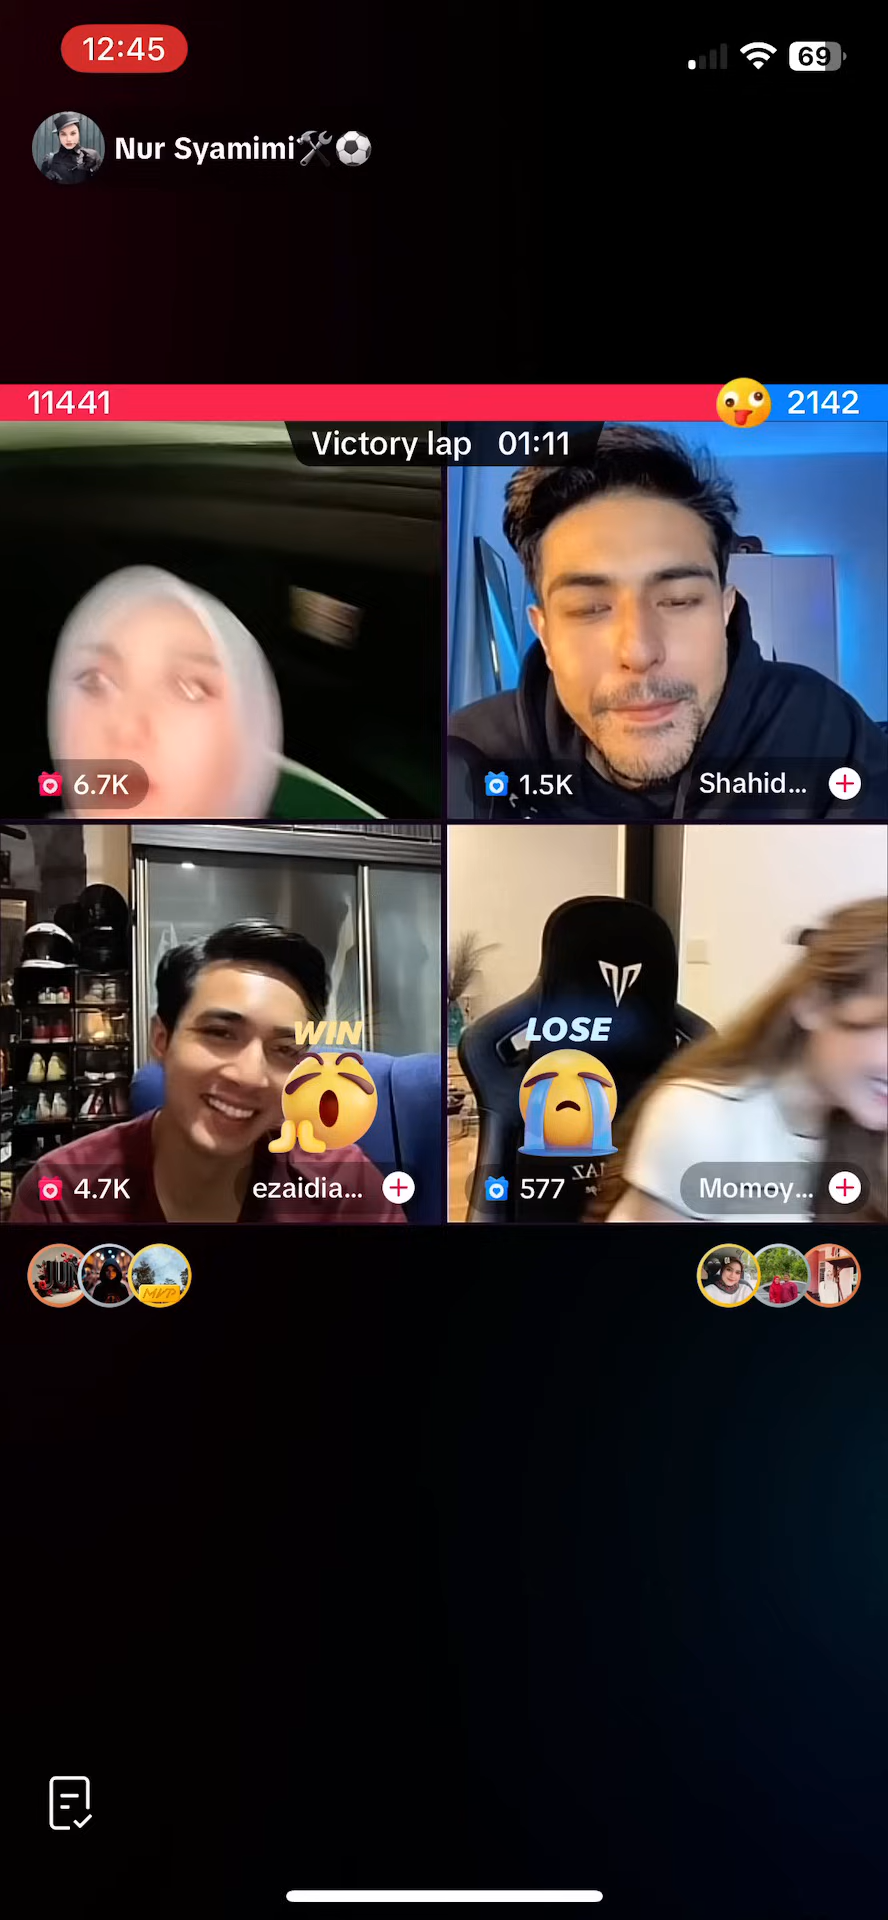 12:45
69
Nur Syamimi
11441
2142
Victory lap 01:11
6.7K
1.5K
Shahid...
WIN
LOSE
4.7K
ezaidia...
577
Momoy...
MVP